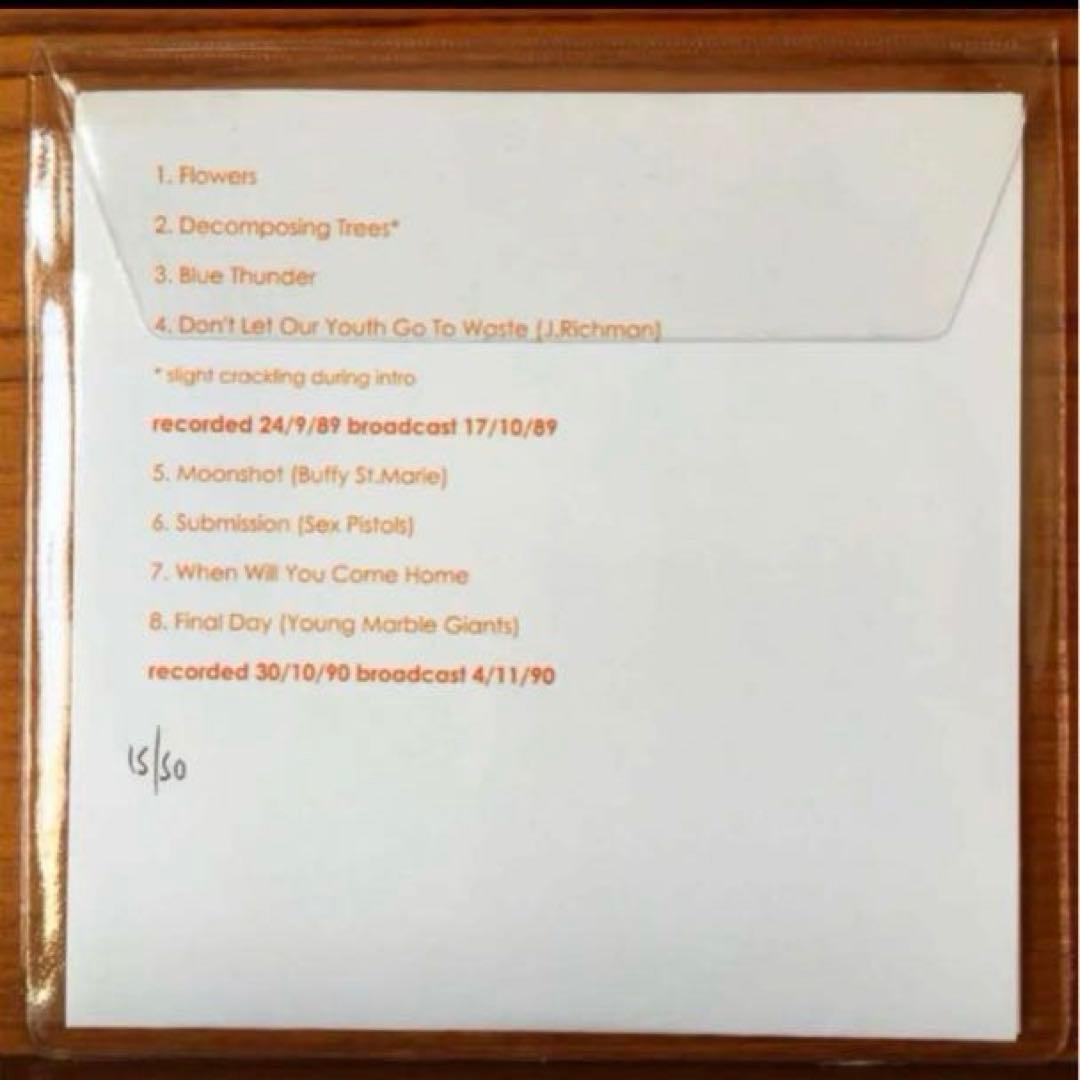 1. Flowers
2. Decomposing Trees*
3. Blue Thunder
4. Don't Let Our Youth Go To Waste (J.Richman)
* slight crackling during intro
recorded 24/9/89 broadcast 17/10/89
5. Moonshot (Buffy St.Marie)
6. Submission (Sex Pistols)
7. When Will You Come Home
8. Final Day (Young Marble Giants)
recorded 30/10/90 broadcast 4/11/90
15/50